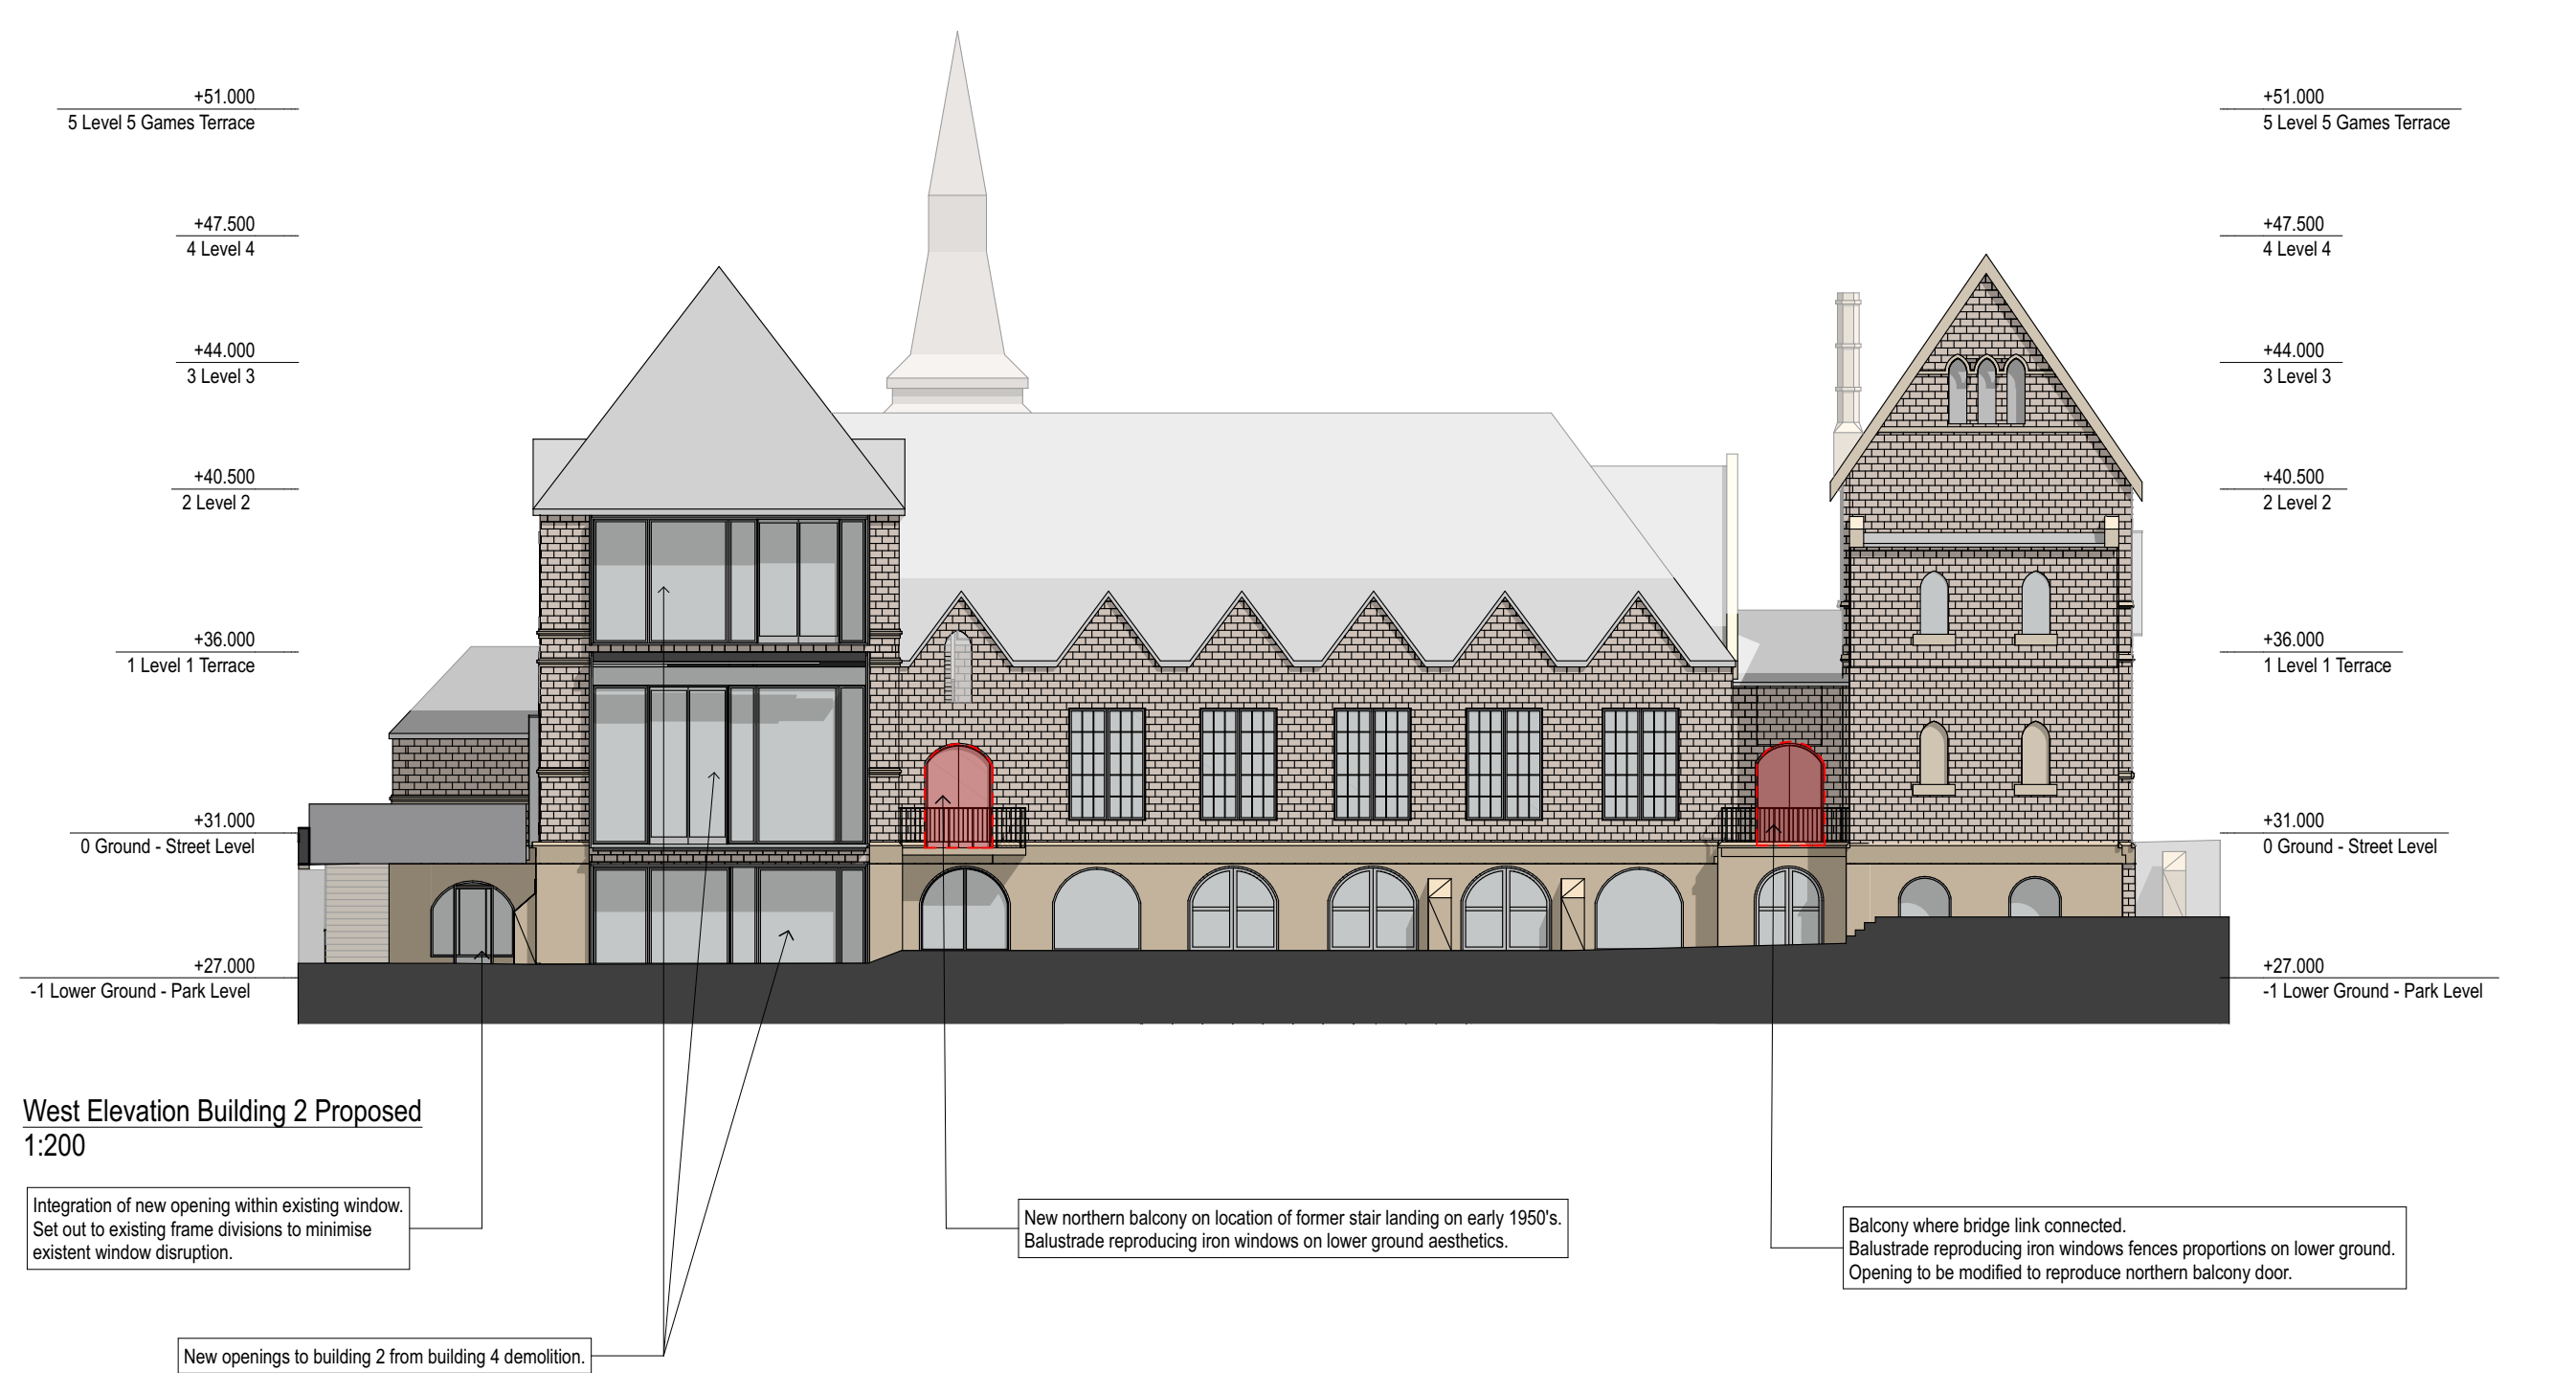 +51.000
5 Level 5 Games Terrace
+47.500
4 Level 4
+44.000
3 Level 3
+40.500
2 Level 2
+36.000
1 Level 1 Terrace
+31.000
0 Ground - Street Level
+27.000
-1 Lower Ground - Park Level
+51.000
5 Level 5 Games Terrace
+47.500
4 Level 4
+44.000
3 Level 3
+40.500
2 Level 2
+36.000
1 Level 1 Terrace
+31.000
0 Ground - Street Level
+27.000
-1 Lower Ground - Park Level
West Elevation Building 2 Proposed
1:200
Integration of new opening within existing window.
Set out to existing frame divisions to minimise
existent window disruption.
New northern balcony on location of former stair landing on early 1950's.
Balustrade reproducing iron windows on lower ground aesthetics.
Balcony where bridge link connected.
Balustrade reproducing iron windows fences proportions on lower ground.
Opening to be modified to reproduce northern balcony door.
New openings to building 2 from building 4 demolition.